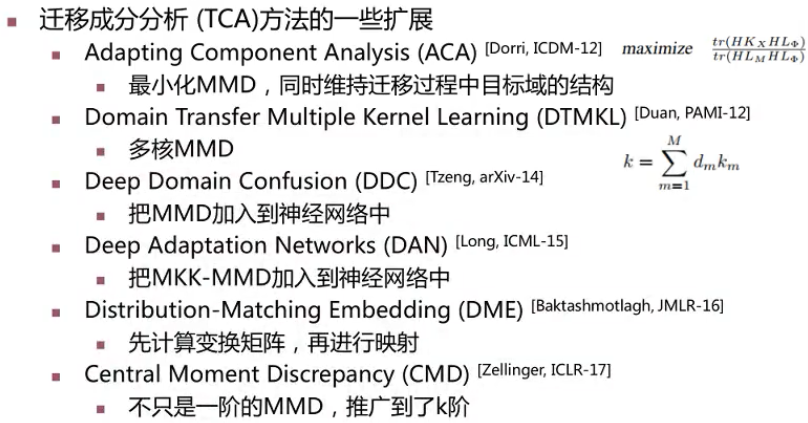 迁移成分分析 (TCA)方法的一些扩展
Adapting Component Analysis (ACA) [Dorri, ICDM-12] maximize tr(HK_X HL_Φ) / tr(HL_M HL_Φ)
最小化MMD，同时维持迁移过程中目标域的结构
Domain Transfer Multiple Kernel Learning (DTMKL) [Duan, PAMI-12]
多核MMD k = \sum_{m=1}^{M} d_m k_m
Deep Domain Confusion (DDC) [Tzeng, arXiv-14]
把MMD加入到神经网络中
Deep Adaptation Networks (DAN) [Long, ICML-15]
把MKK-MMD加入到神经网络中
Distribution-Matching Embedding (DME) [Baktashmotlagh, JMLR-16]
先计算变换矩阵，再进行映射
Central Moment Discrepancy (CMD) [Zellinger, ICLR-17]
不只是一阶的MMD，推广到了k阶